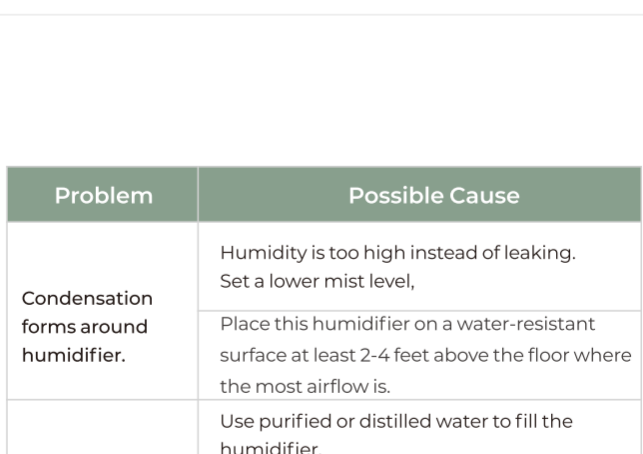 Problem
Possible Cause
Condensation
forms around
humidifier.
Humidity is too high instead of leaking.
Set a lower mist level,
Place this humidifier on a water-resistant
surface at least 2-4 feet above the floor where
the most airflow is.
Use purified or distilled water to fill the
humidifier.